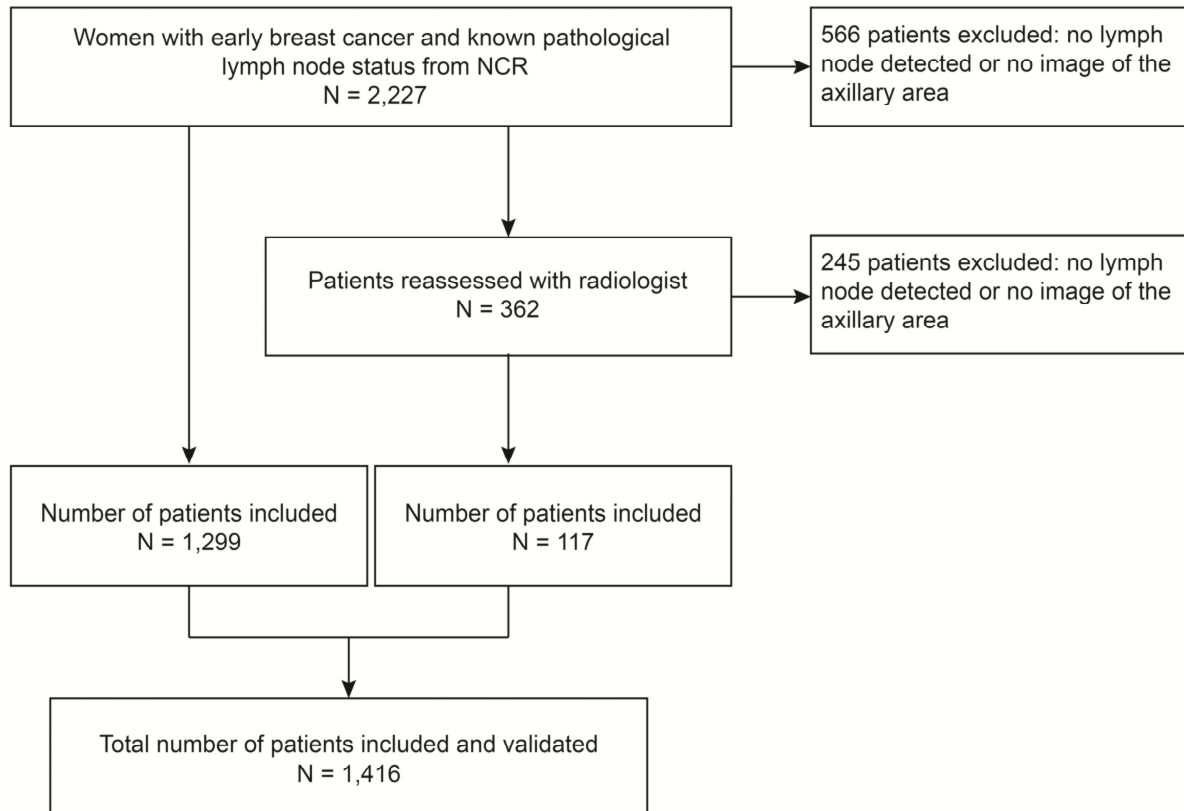 Women with early breast cancer and known pathological
lymph node status from NCR
N = 2,227
566 patients excluded: no lymph
node detected or no image of the
axillary area
Patients reassessed with radiologist
N = 362
245 patients excluded: no lymph
node detected or no image of the
axillary area
Number of patients included
N = 1,299
Number of patients included
N = 117
Total number of patients included and validated
N = 1,416